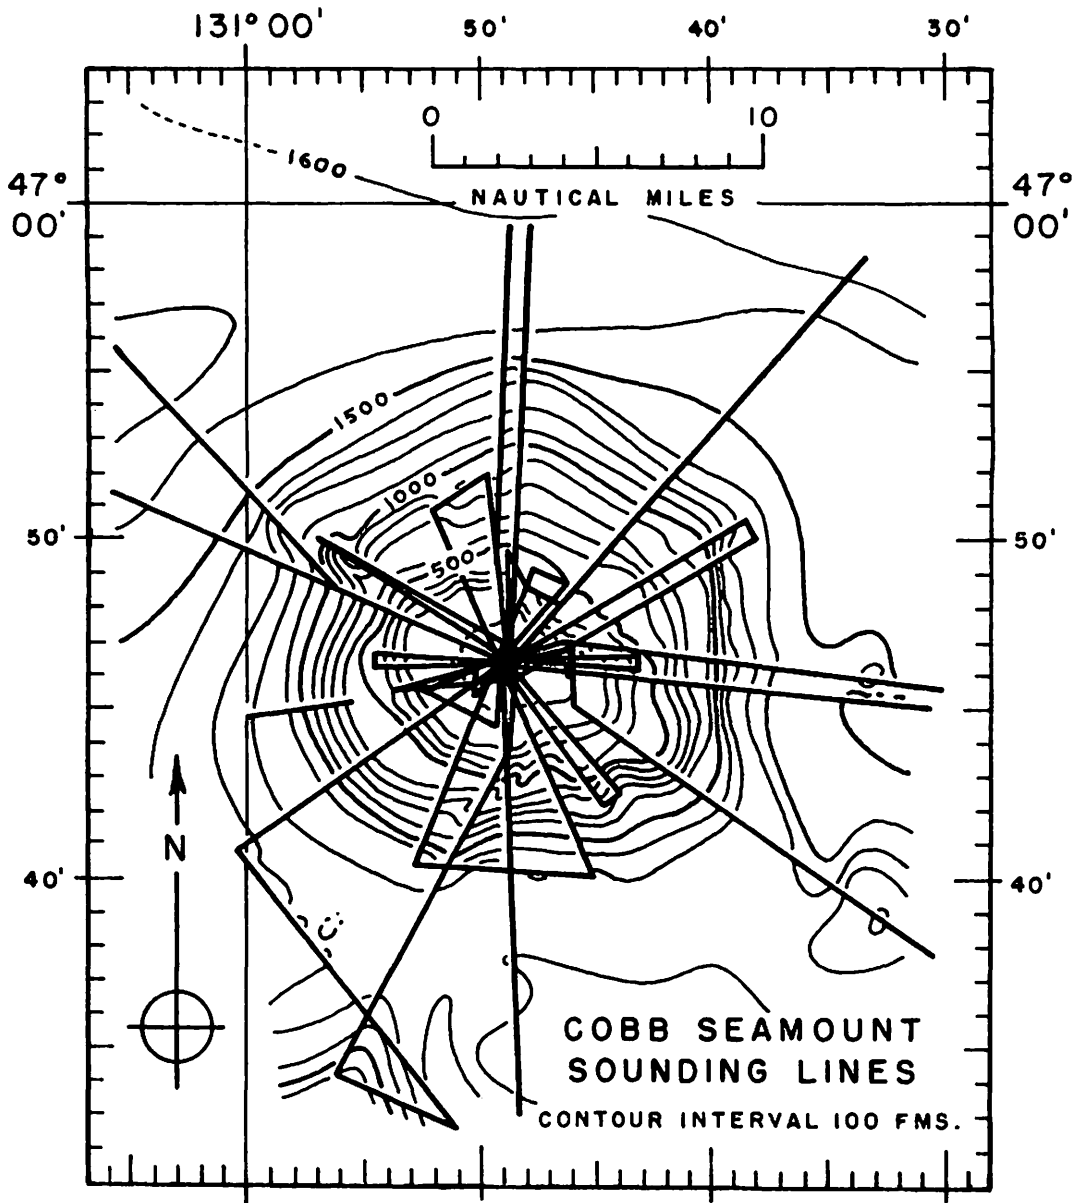 131° 00' 50' 40' 30'
0 10
1600
NAUTICAL MILES
47° 47°
00' 00'
1500
1000
50' 50'
500
N
40' 40'
COBB SEAMOUNT
SOUNDING LINES
CONTOUR INTERVAL 100 FMS.